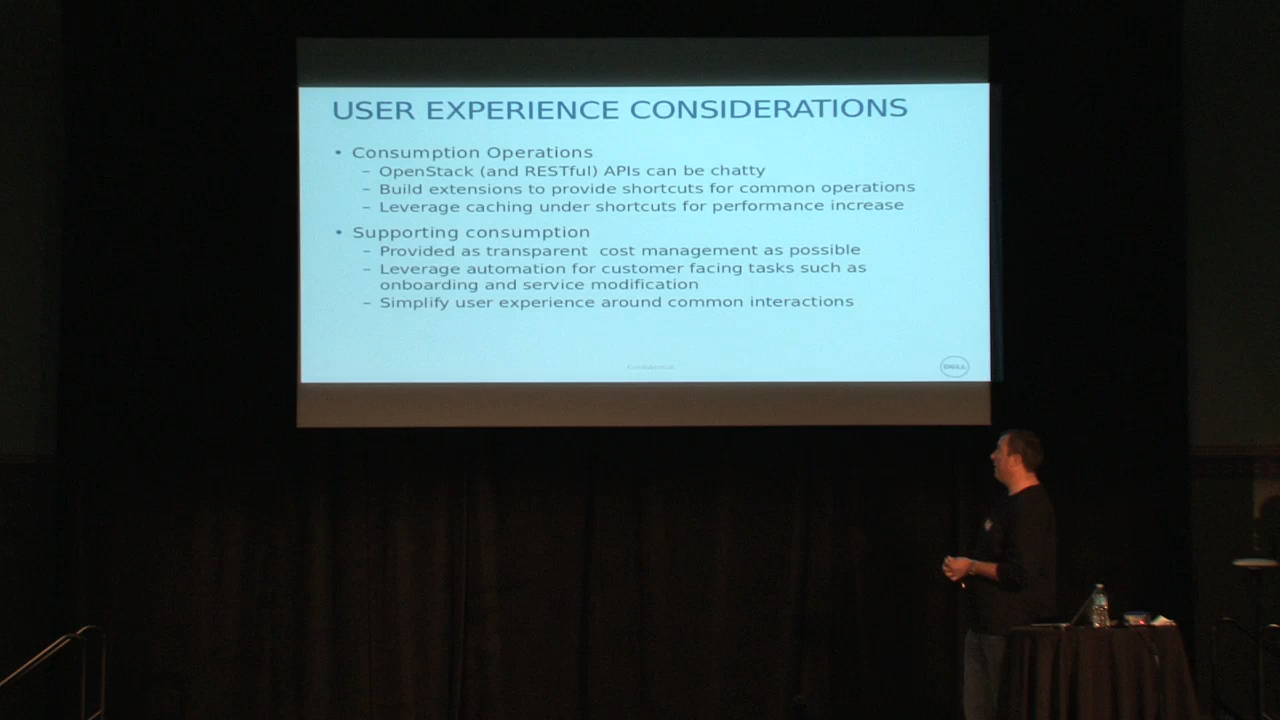 USER EXPERIENCE CONSIDERATIONS
• Consumption Operations
– OpenStack (and RESTful) APIs can be chatty
– Build extensions to provide shortcuts for common operations
– Leverage caching under shortcuts for performance increase
• Supporting consumption
– Provided as transparent  cost management as possible
– Leverage automation for customer facing tasks such as
onboarding and service modification
– Simplify user experience around common interactions
Confidential
DELL